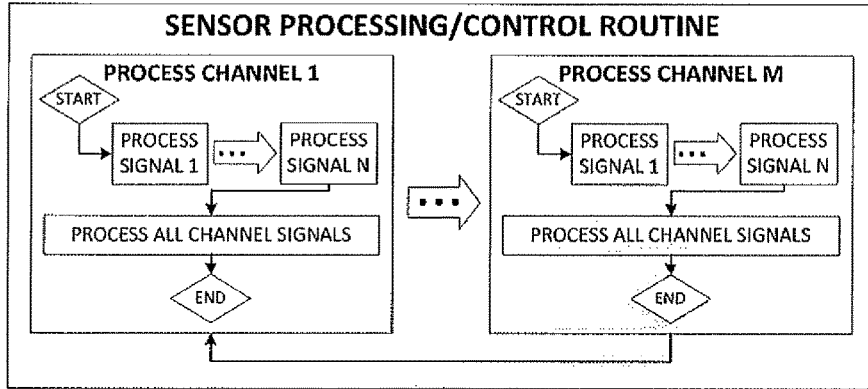 SENSOR PROCESSING/CONTROL ROUTINE
PROCESS CHANNEL 1
START
PROCESS
SIGNAL 1
...
PROCESS
SIGNAL N
PROCESS ALL CHANNEL SIGNALS
END
...
PROCESS CHANNEL M
START
PROCESS
SIGNAL 1
...
PROCESS
SIGNAL N
PROCESS ALL CHANNEL SIGNALS
END